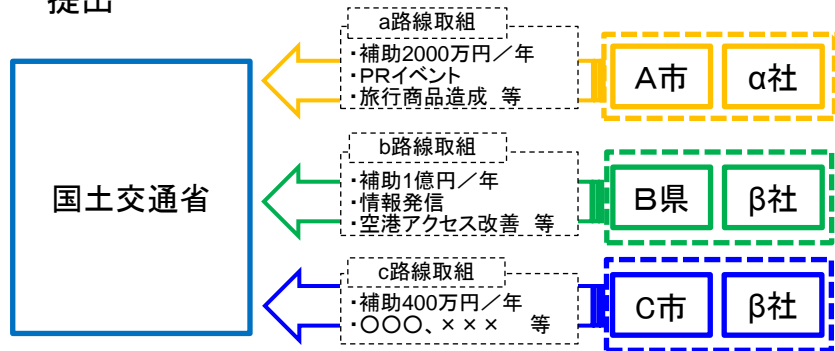 提出
a路線取組
・補助2000万円／年
・PRイベント
・旅行商品造成　等
A市
α社
国土交通省
b路線取組
・補助1億円／年
・情報発信
・空港アクセス改善　等
B県
β社
c路線取組
・補助400万円／年
・〇〇〇、×××　等
C市
β社